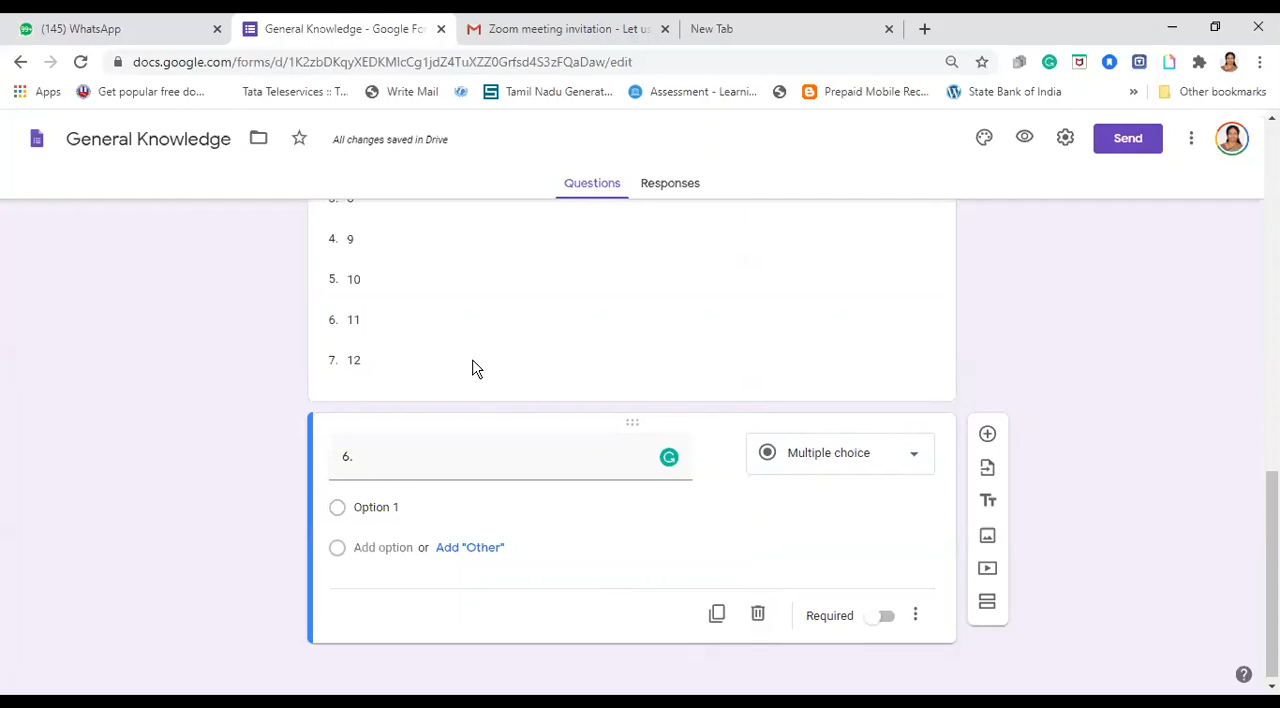 (145) WhatsApp
General Knowledge - Google For
Zoom meeting invitation - Let us
New Tab
docs.google.com/forms/d/
/edit
Apps
Get popular free do...
Tata Teleservices :: T...
Write Mail
Tamil Nadu Generat...
Assessment - Learni...
Prepaid Mobile Rec...
State Bank of India
»
Other bookmarks
General Knowledge
All changes saved in Drive
Send
Questions
Responses
4. 9
5. 10
6. 11
7. 12
6.
Multiple choice
Option 1
Add option or Add "Other"
Required